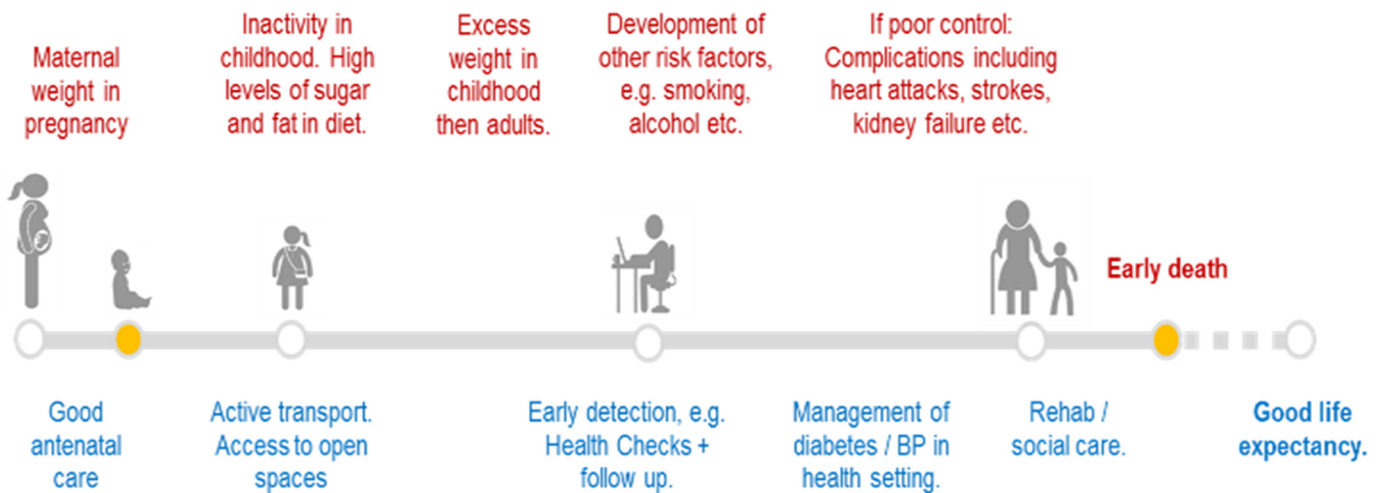 Maternal
weight in
pregnancy
Inactivity in
childhood. High
levels of sugar
and fat in diet.
Excess
weight in
childhood
then adults.
Development of
other risk factors,
e.g. smoking,
alcohol etc.
If poor control:
Complications including
heart attacks, strokes,
kidney failure etc.
Early death
Good
antenatal
care
Active transport.
Access to open
spaces
Early detection, e.g.
Health Checks +
follow up.
Management of
diabetes / BP in
health setting.
Rehab /
social care.
Good life
expectancy.